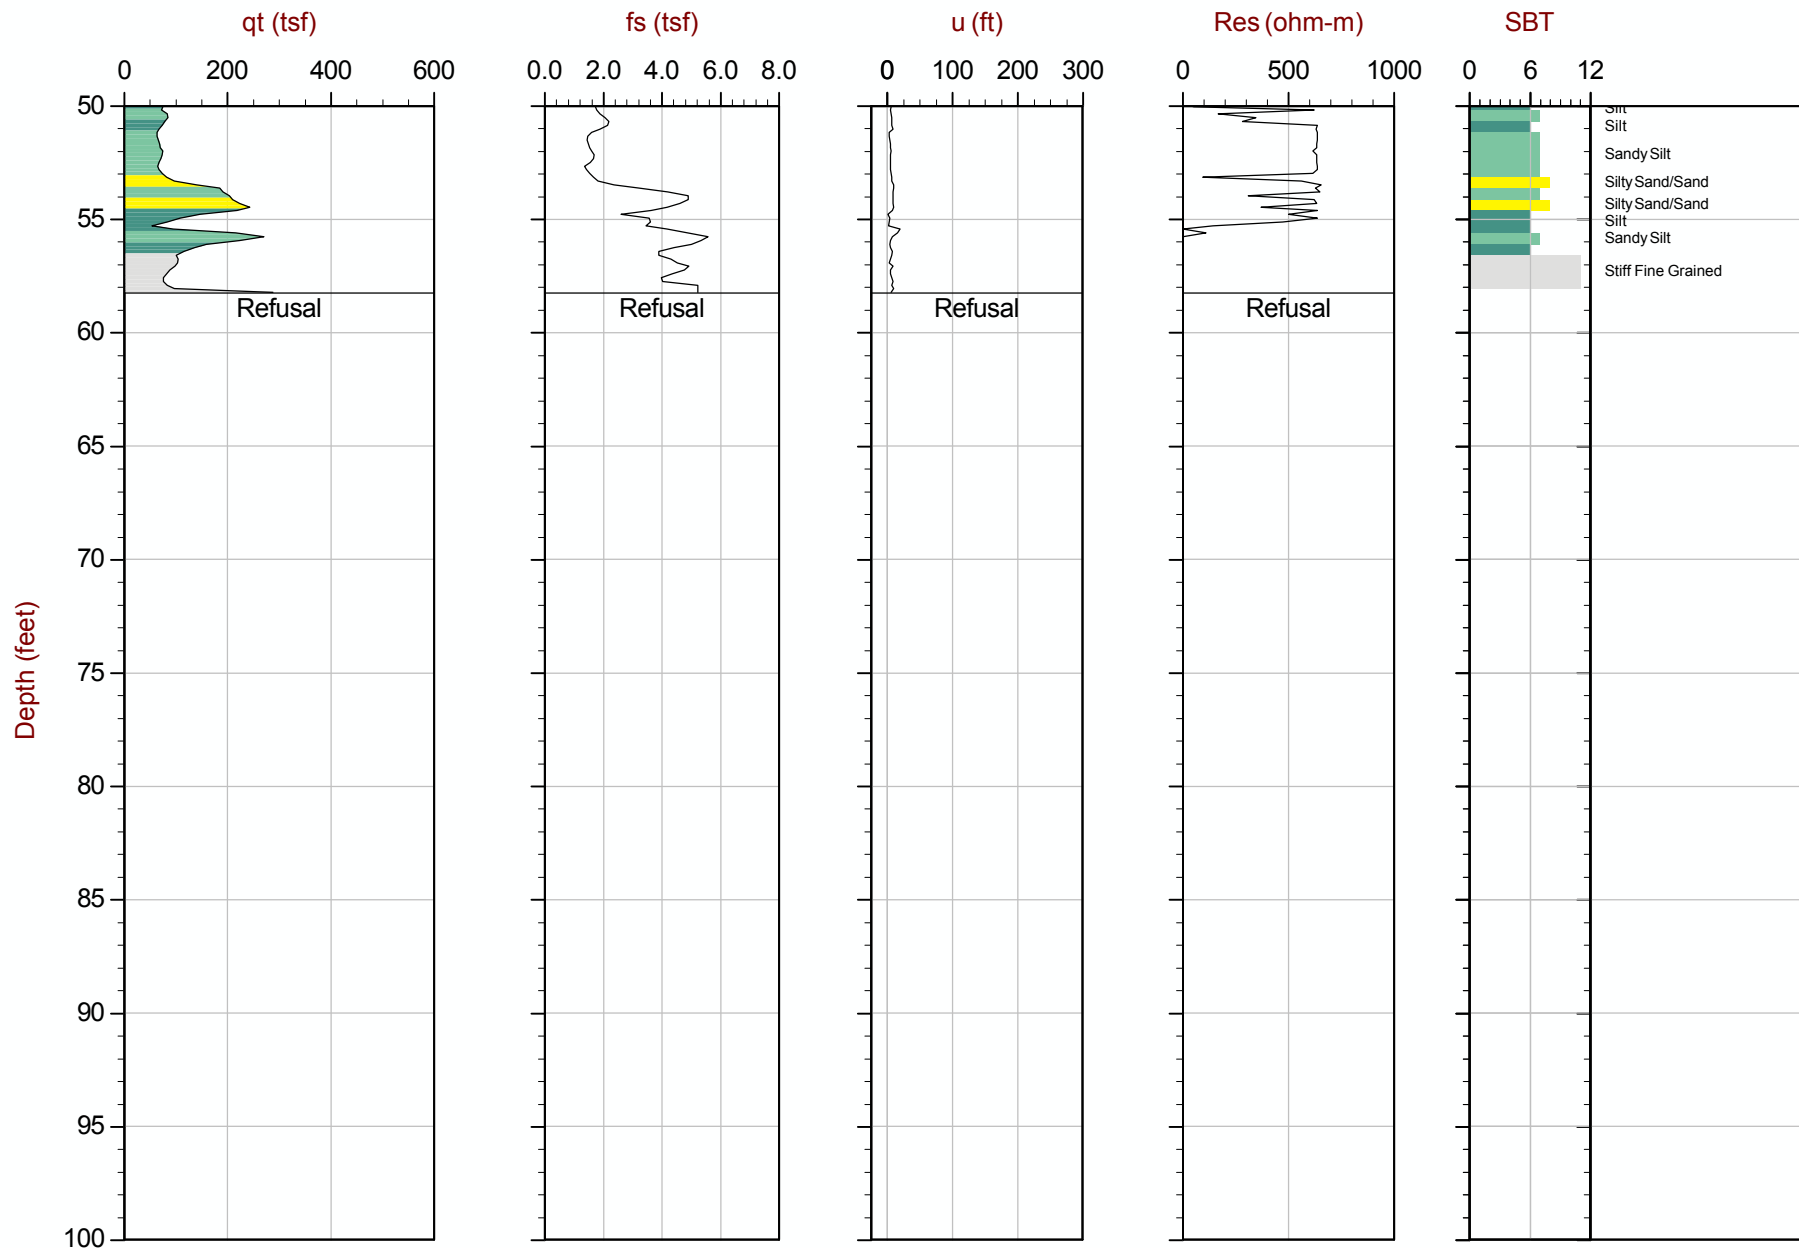 qt (tsf) fs (tsf) u (ft) Res (ohm-m) SBT
0 200 400 600 0.0 2.0 4.0 6.0 8.0 0 100 200 300 0 500 1000 0 6 12
50 Silt
Silt
Sandy Silt
Silty Sand/Sand
Silty Sand/Sand
55 Silt
Sandy Silt
Stiff Fine Grained
Refusal Refusal Refusal Refusal
60
65
70
Depth (feet)
75
80
85
90
95
100